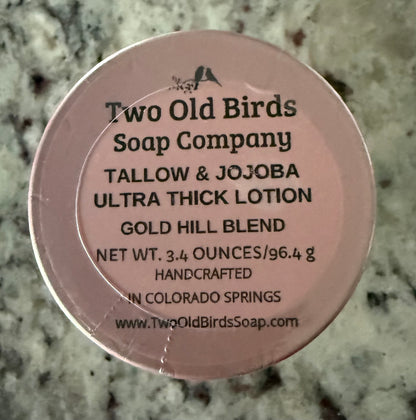 Two Old Birds
Soap Company
TALLOW & JOJOBA
ULTRA THICK LOTION
GOLD HILL BLEND
NET WT. 3.4 OUNCES/96.4 g
HANDCRAFTED
IN COLORADO SPRINGS
www.TwoOldBirdsSoap.com